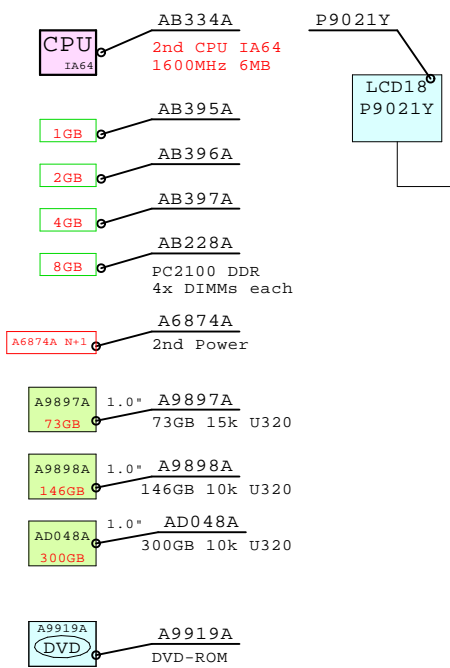 AB334A
CPU
IA64
2nd CPU IA64
1600MHz 6MB
P9021Y
LCD18
P9021Y
AB395A
1GB
AB396A
2GB
AB397A
4GB
AB228A
8GB
PC2100 DDR
4x DIMMs each
A6874A
A6874A N+1
2nd Power
A9897A
73GB
1.0" A9897A
73GB 15k U320
A9898A
146GB
1.0" A9898A
146GB 10k U320
AD048A
300GB
1.0" AD048A
300GB 10k U320
A9919A
DVD
A9919A
DVD-ROM